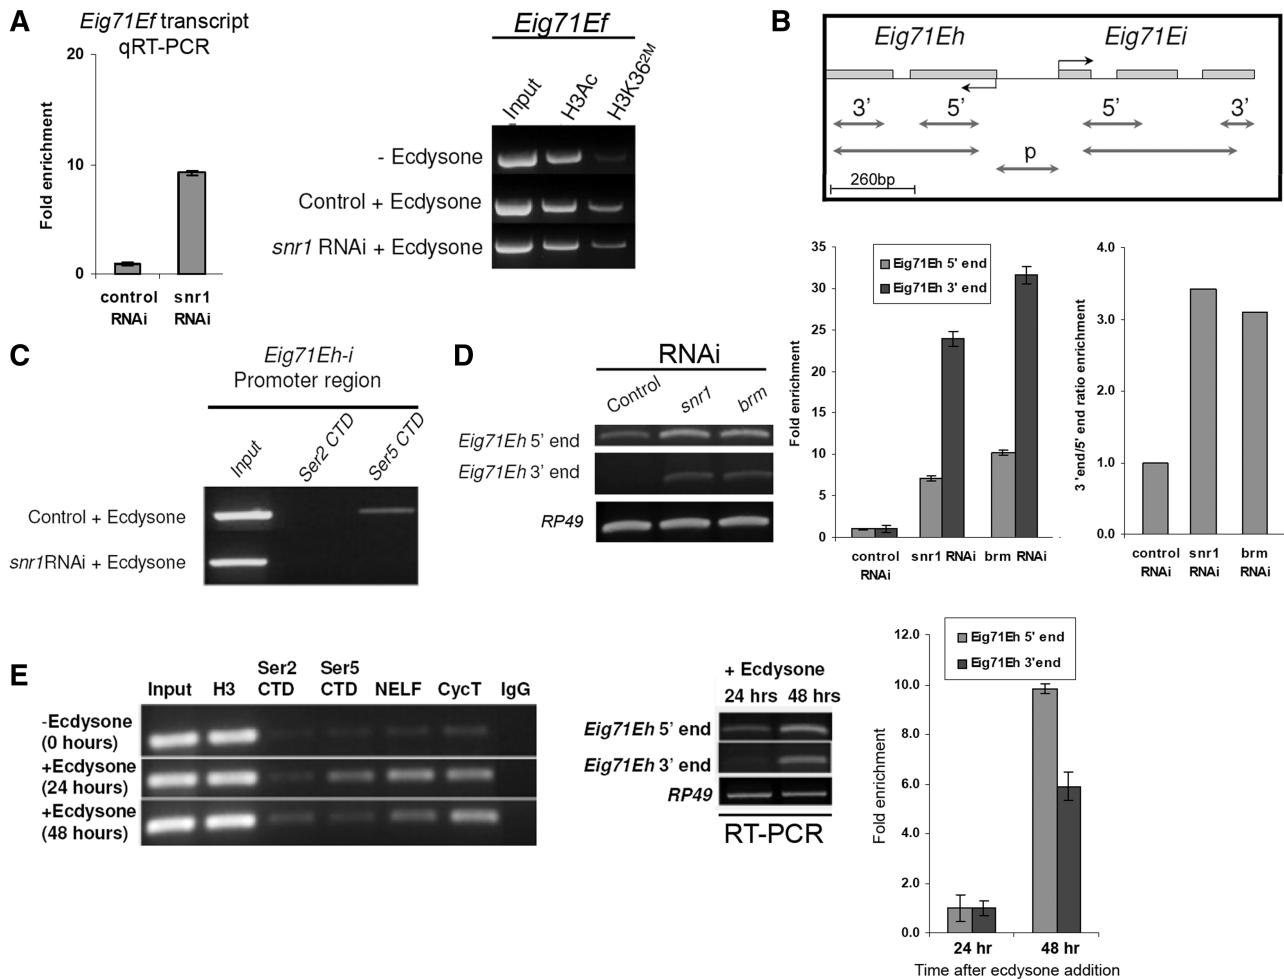 A
Eig71Ef transcript
qRT-PCR
Fold enrichment
20
10
0
control
RNAi
snr1
RNAi
Eig71Ef
Input
H3Ac
H3K36²ᴹ
- Ecdysone
Control + Ecdysone
snr1 RNAi + Ecdysone
B
Eig71Eh
Eig71Ei
3’
5’
5’
3’
p
260bp
C
Eig71Eh-i
Promoter region
Input
Ser2 CTD
Ser5 CTD
Control + Ecdysone
snr1RNAi + Ecdysone
D
RNAi
Control
snr1
brm
Eig71Eh 5’ end
Eig71Eh 3’ end
RP49
Fold enrichment
35
30
25
20
15
10
5
0
Eig71Eh 5' end
Eig71Eh 3' end
control
RNAi
snr1 RNAi
brm RNAi
3 'end/5' end ratio enrichment
4.0
3.0
2.0
1.0
0.0
control
RNAi
snr1
RNAi
brm
RNAi
E
Input
H3
Ser2
CTD
Ser5
CTD
NELF
CycT
IgG
-Ecdysone
(0 hours)
+Ecdysone
(24 hours)
+Ecdysone
(48 hours)
+ Ecdysone
24 hrs
48 hrs
Eig71Eh 5’ end
Eig71Eh 3’ end
RP49
RT-PCR
Fold enrichment
12.0
10.0
8.0
6.0
4.0
2.0
0.0
Eig71Eh 5' end
Eig71Eh 3'end
24 hr
48 hr
Time after ecdysone addition